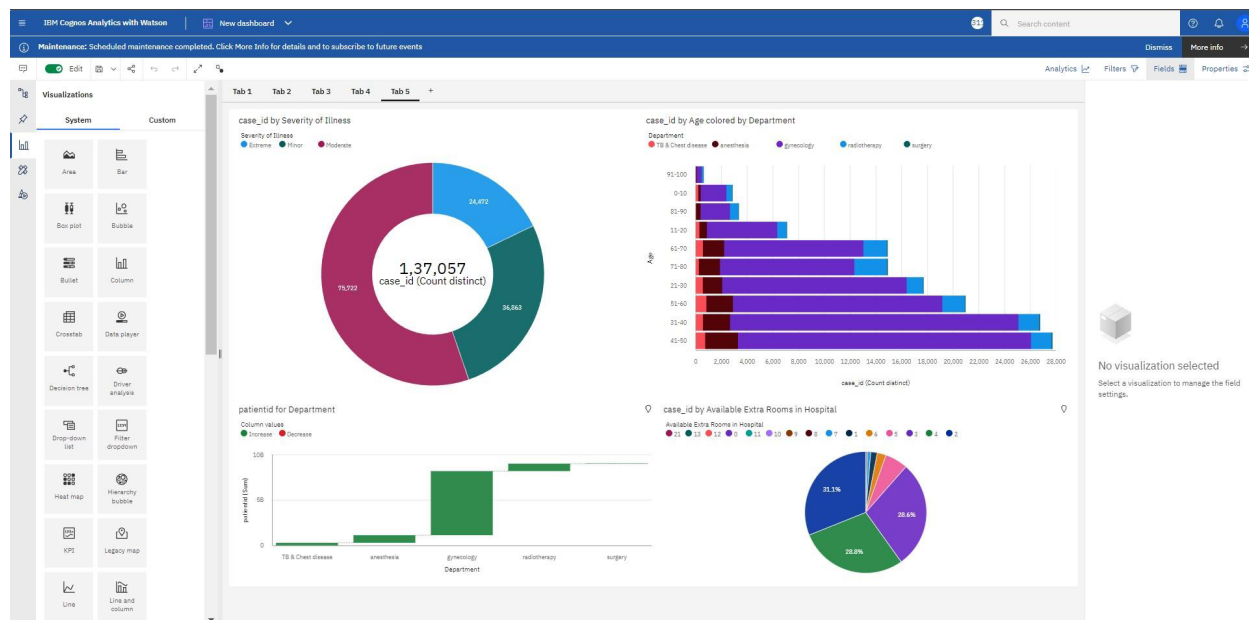 IBM Cognos Analytics with Watson
New dashboard
Search content
Maintenance: Scheduled maintenance completed. Click More Info for details and to subscribe to future events
Dismiss
More info
Edit
Analytics
Filters
Fields
Properties
Visualizations
System
Custom
Area
Bar
Box plot
Bubble
Bullet
Column
Crosstab
Data player
Decision tree
Driver
analysis
Drop-down
list
Filter
dropdown
Heat map
Hierarchy
bubble
KPI
Legacy map
Line
Line and
column
Tab 1 Tab 2 Tab 3 Tab 4 Tab 5 +
case_id by Severity of Illness
Severity of Illness
Extreme Minor Moderate
24,472
36,863
75,722
1,37,057
case_id (Count distinct)
case_id by Age colored by Department
Department
TB & Chest disease anesthesia gynecology radiotherapy surgery
Age
91-100
0-10
81-90
11-20
61-70
71-80
21-30
51-60
31-40
41-50
0 2,000 4,000 6,000 8,000 10,000 12,000 14,000 16,000 18,000 20,000 22,000 24,000 26,000 28,000
case_id (Count distinct)
patientid for Department
Column values
Increase Decrease
patientid (Sum)
10B
5B
0
TB & Chest disease anesthesia gynecology radiotherapy surgery
Department
case_id by Available Extra Rooms in Hospital
Available Extra Rooms in Hospital
21 13 12 0 11 10 9 8 7 1 6 5 3 4 2
31.1%
28.6%
28.8%
No visualization selected
Select a visualization to manage the field
settings.